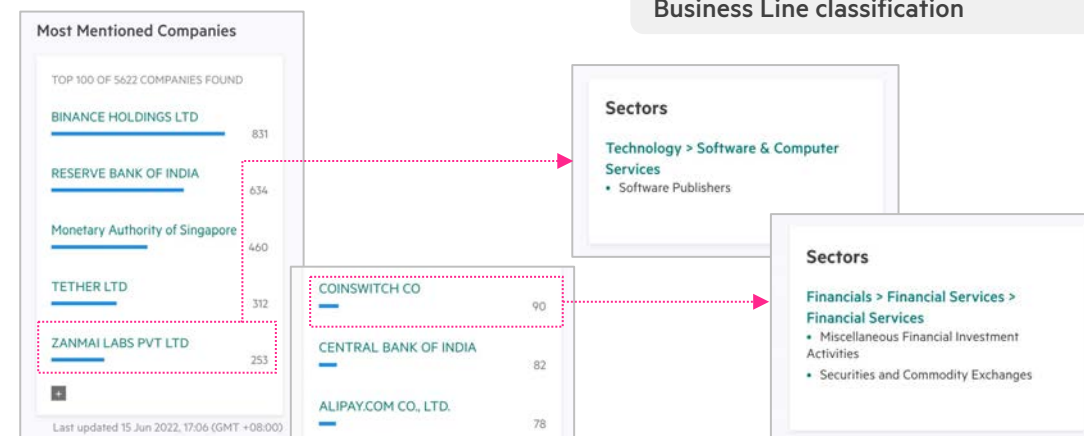 Business Line classification
Most Mentioned Companies
TOP 100 OF 5622 COMPANIES FOUND
BINANCE HOLDINGS LTD
831
RESERVE BANK OF INDIA
634
Monetary Authority of Singapore
460
TETHER LTD
312
ZANMAI LABS PVT LTD
253
+
Last updated 15 Jun 2022, 17:06 (GMT +08:00)
COINSWITCH CO
90
CENTRAL BANK OF INDIA
82
ALIPAY.COM CO., LTD.
78
Sectors
Technology > Software & Computer
Services
• Software Publishers
Sectors
Financials > Financial Services >
Financial Services
• Miscellaneous Financial Investment
Activities
• Securities and Commodity Exchanges